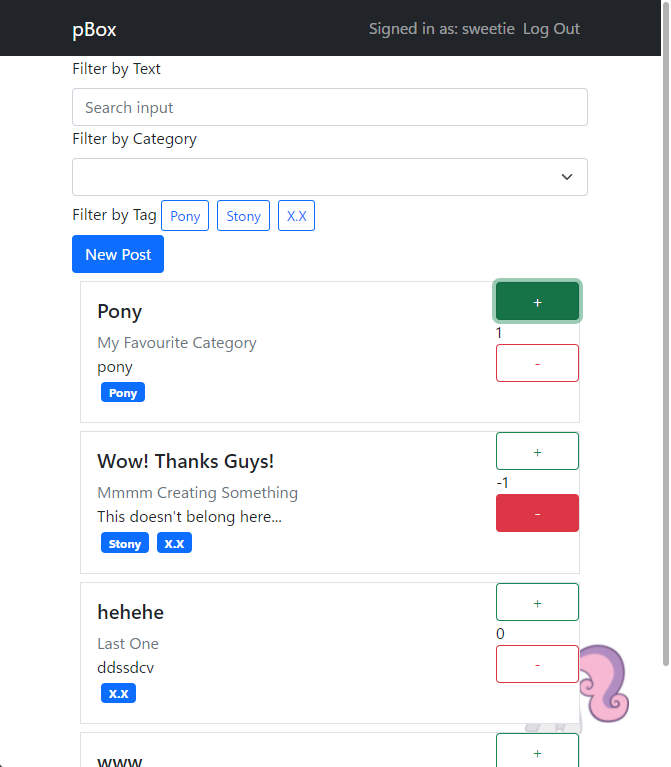 pBox Signed in as: sweetie Log Out
Filter by Text
Search input
Filter by Category
Filter by Tag Pony Stony X.X
New Post
Pony
+
My Favourite Category
1
pony
-
Pony
Wow! Thanks Guys!
+
Mmmm Creating Something
-1
This doesn't belong here...
-
Stony X.X
hehehe
+
Last One
0
ddssdcv
-
X.X
www
+